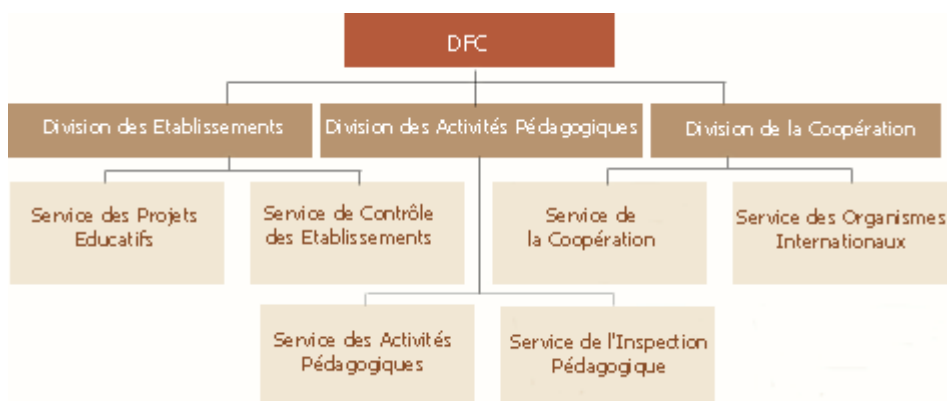 DFC
Division des Etablissements
Division des Activités Pédagogiques
Division de la Coopération
Service des Projets
Educatifs
Service de Contrôle
des Etablissements
Service de
la Coopération
Service des Organismes
Internationaux
Service des Activités
Pédagogiques
Service de l'Inspection
Pédagogique